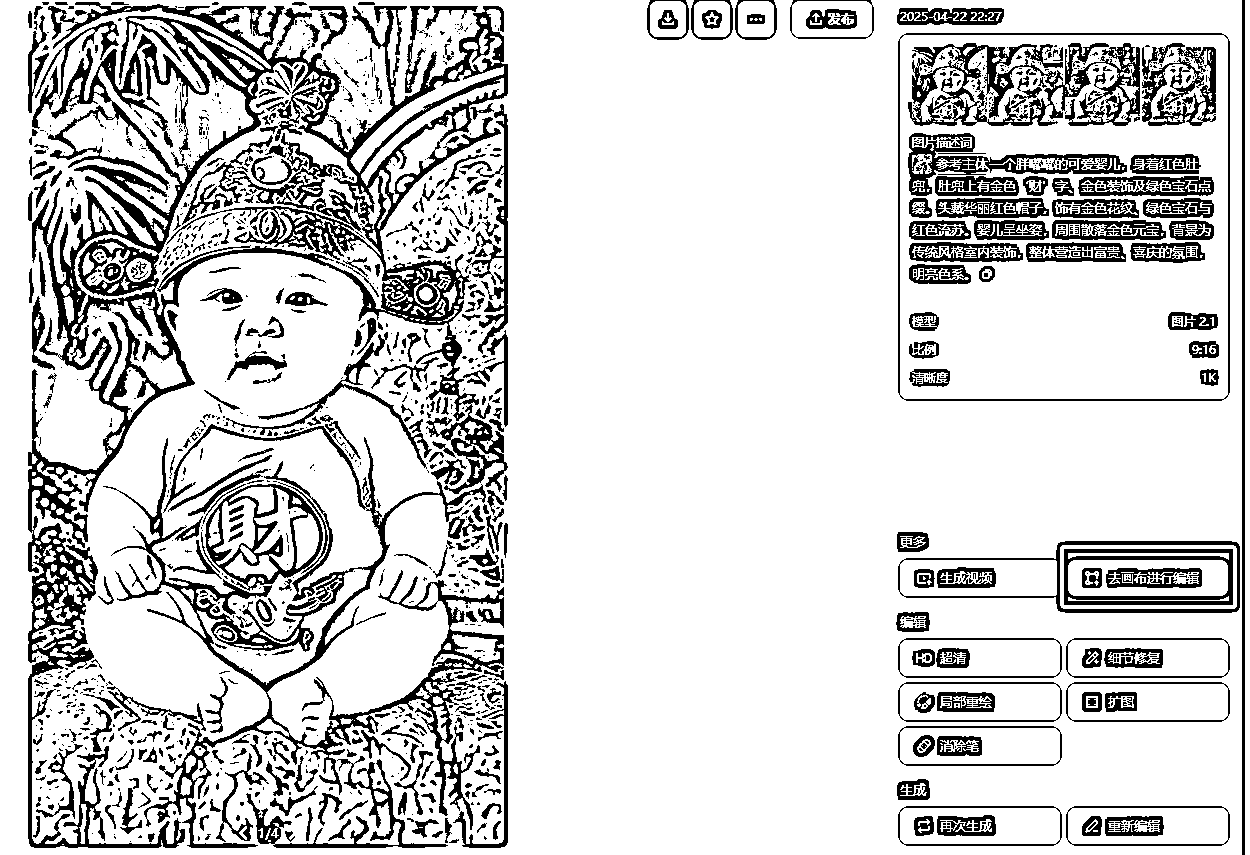 财
1/4
发布
2025-04-22 22:27
图片描述词
参考主体 一个胖嘟嘟的可爱婴儿，身着红色肚
兜，肚兜上有金色“财”字，金色装饰及绿色宝石点
缀，头戴华丽红色帽子，饰有金色花纹、绿色宝石与
红色流苏。婴儿呈坐姿，周围散落金色元宝，背景为
传统风格室内装饰，整体营造出富贵、喜庆的氛围，
明亮色系。
模型 图片 2.1
比例 9:16
清晰度 1K
更多
生成视频 去画布进行编辑
编辑
HD 超清 细节修复
局部重绘 扩图
消除笔
生成
再次生成 重新编辑